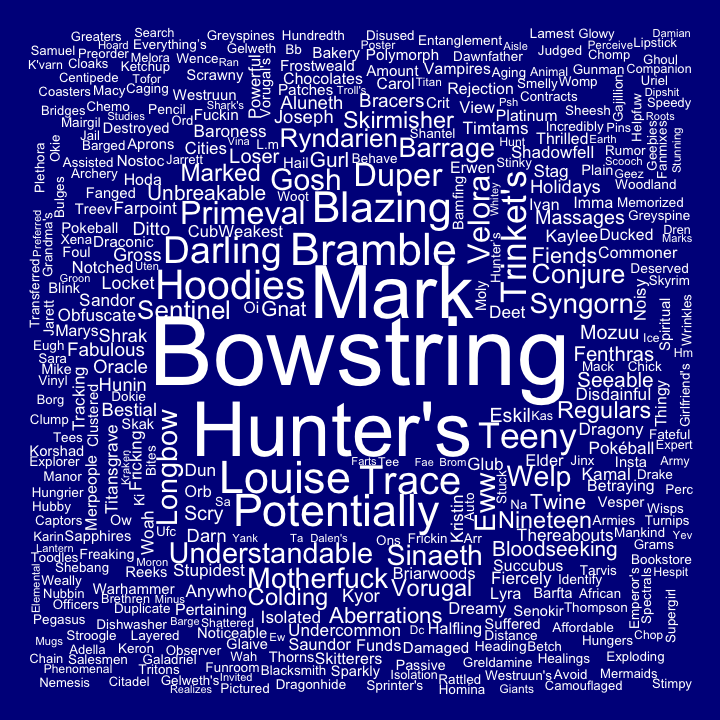 Damian
Greaters
Search
Greyspines
Hundredth
Disused
Entanglement
Lamest
Glowy
Samuel
Hoard
Everything's
Poster
Aisle
Judged
Perceive
Lipstick
K'varn
Preorder
Gelweth
Bb
Bakery
Polymorph
Dawnfather
Chomp
Cloaks
Melora
Wence
Ran
Powerful
Vorugal's
Frostweald
Amount
Vampires
Aging
Animal
Gunman
Companion
Ghoul
Centipede
Ketchup
Tofor
Scrawny
Chocolates
Troll's
Carol
Titan
Rejection
Smelly
Womp
Gajillion
Uriel
Coasters
Macy
Caging
Westruun
Patches
Bracers
Crit
View
Psh
Contracts
Dipshit
Bridges
Chemo
Pencil
Shark's
Fuckin
Aluneth
Joseph
Skirmisher
Platinum
Sheesh
Helpfuw
Speedy
Mairgil
Studies
Ord
Baroness
Shantel
Timtams
Incredibly
Pins
Geebless
Roots
Okie
Jail
Destroyed
Vina
L.m
Ryndarien
Barrage
Hunt
Thrilled
Earth
Fanmixes
Stunning
Plethora
Barged
Aprons
Cities
Loser
Hail
Gurl
Behave
Stinky
Shadowfell
Rumor
Scooch
Assisted
Nostoc
Jarrett
Marked
Gosh
Duper
Erwen
Stag
Plain
Geez
Archery
Hoda
Unbreakable
Woot
Bamfing
Whitey
Holidays
Woodland
Bulges
Fanged
Primeval
Blazing
Velora
Trinket's
Ivan
Imma
Memorized
Preferred
Treev
Farpoint
Massages
Greyspine
Grandma's
Pokeball
Ditto
Cub
Weakest
Kaylee
Ducked
Dren
Xena
Draconic
Darling
Bramble
Hunter's
Fiends
Commoner
Marks
Foul
Gross
Uten
Conjure
Deserved
Transferred
Notched
Locket
Hoodies
Mark
Moly
Noisy
Skyrim
Groon
Blink
Sandor
Sentinel
Oi
Gnat
Deet
Syngorn
Spiritual
Wrinkles
Jarett
Obfuscate
Marys
Shrak
Bowstring
Mozuu
Ice
Eugh
Fabulous
Fenthras
Hm
Sara
Mike
Oracle
Mack
Chick
Vinyl
Tracking
Hunin
Seeable
Thingy
Girlfriend's
Borg
Clustered
Dokie
Bestial
Hunter's
Disdainful
Clump
Skak
Longbow
Eskil
Kas
Regulars
Fateful
Tees
Titansgrave
Fricking
Teeny
Dragony
Expert
Korshad
Kraken
Bites
Louise
Trace
Farts
Tee
Fae
Brom
Glub
Pokéball
Explorer
Merpeople
Dun
Elder
Jinx
Insta
Army
Manor
Ki
Orb
Eww
Stuck
Welp
Kamal
Drake
Hungrier
Sa
Potentially
Auto
Na
Betraying
Perc
Hubby
Scry
Kristin
Twine
Vesper
Wisps
Captors
Ow
Woah
Nineteen
Armies
Turnips
Karin
Sapphires
Ufc
Darn
Yank
Ta
Dalen's
Ons
Frickin
Arr
Thereabouts
Mankind
Yev
Lantern
Freaking
Understandable
Sinaeth
Bloodseeking
Grams
Toodles
Moron
Bookstore
Shebang
Reeks
Stupidest
Motherfuck
Briarwoods
Succubus
Tarvis
Hespit
Elemental
Weally
Warhammer
Anywho
Colding
Kyor
Vorugal
Fiercely
Identify
Emperor's
Spectrals
Supergirl
Nubbin
Brethren
Minus
Lyra
Barfta
African
Officers
Duplicate
Pertaining
Isolated
Aberrations
Dreamy
Senokir
Thompson
Pegasus
Dishwasher
Barge
Shattered
Undercommon
Dc
Halfling
Suffered
Affordable
Mugs
Stroogle
Layered
Noticeable
Ew
Distance
Hungers
Chop
Adella
Keron
Observer
Glaive
Saundor
Funds
Damaged
Heading
Betch
Chain
Salesmen
Galadriel
Wah
Thorns
Skitterers
Passive
Greldamine
Healings
Exploding
Phenomenal
Tritons
Funroom
Blacksmith
Sparkly
Isolation
Rattled
Westruun's
Avoid
Mermaids
Nemesis
Citadel
Gelweth's
Invited
Realizes
Pictured
Dragonhide
Sprinter's
Homina
Giants
Camouflaged
Stimpy